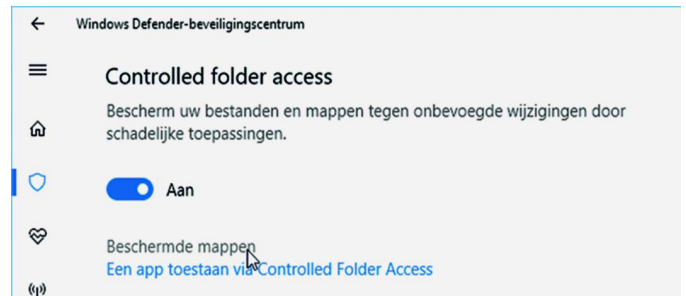 Windows Defender-beveiligingscentrum
Controlled folder access
Bescherm uw bestanden en mappen tegen onbevoegde wijzigingen door
schadelijke toepassingen.
Aan
Beschermde mappen
Een app toestaan via Controlled Folder Access